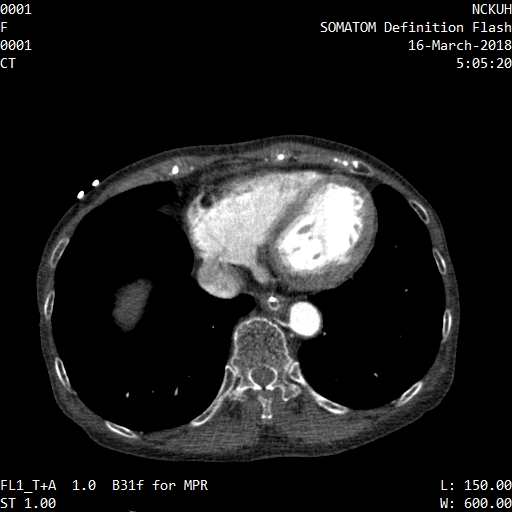 0001
NCKUH
F
SOMATOM Definition Flash
0001
16-March-2018
CT
5:05:20
FL1_T+A 1.0 B31f for MPR
L: 150.00
ST 1.00
W: 600.00